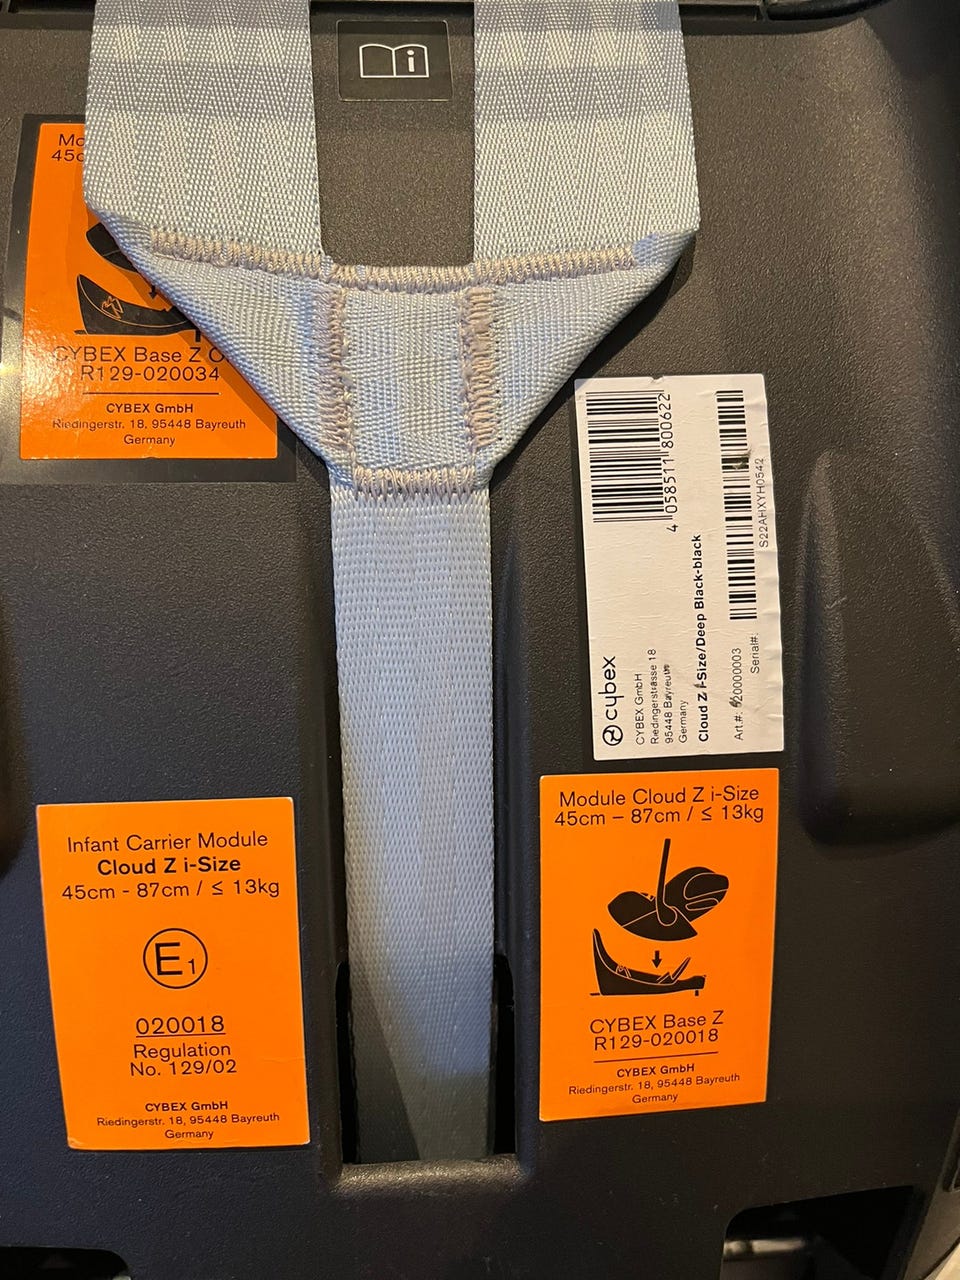 i
45c
CYBEX Base Z
R129-020034
CYBEX GmbH
Riedingerstr. 18, 95448 Bayreuth
Germany
4 058511 800622
S22AHXYH0542
cybex
CYBEX GmbH
Riedingerstrasse 18
95448 Bayreuth
Germany
Cloud Z i-Size/Deep Black-black
Art.#:
Serial#:
Infant Carrier Module
Cloud Z i-Size
45cm - 87cm / ≤ 13kg
E1
020018
Regulation
No. 129/02
CYBEX GmbH
Riedingerstr. 18, 95448 Bayreuth
Germany
Module Cloud Z i-Size
45cm – 87cm / ≤ 13kg
CYBEX Base Z
R129-020018
CYBEX GmbH
Riedingerstr. 18, 95448 Bayreuth
Germany